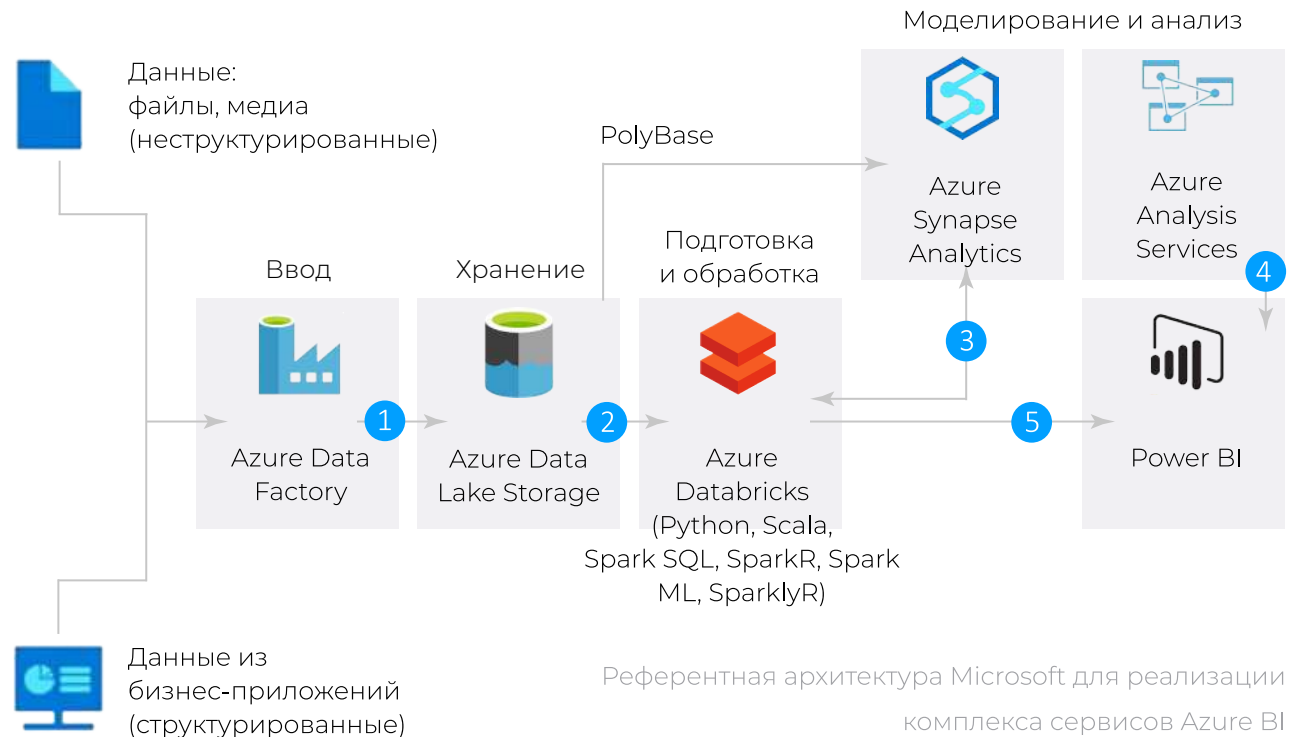 Моделирование и анализ
Данные:
файлы, медиа
(неструктурированные)
PolyBase
Azure
Synapse
Analytics
Azure
Analysis
Services
4
Ввод
Хранение
Подготовка
и обработка
3
1
2
5
Azure Data
Factory
Azure Data
Lake Storage
Azure
Databricks
(Python, Scala,
Spark SQL, SparkR, Spark
ML, SparklyR)
Power BI
Данные из
бизнес-приложений
(структурированные)
Референтная архитектура Microsoft для реализации
комплекса сервисов Azure BI